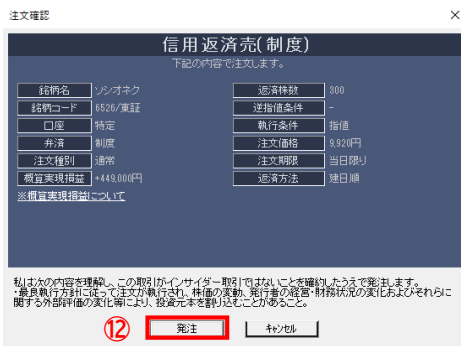 注文確認
信用返済売(制度)
下記の内容で注文します。
銘柄名 ソシオネク 返済株数 300
銘柄コード 6526/東証 逆指値条件 -
口座 特定 執行条件 指値
弁済 制度 注文価格 9,920円
注文種別 通常 注文期限 当日限り
概算実現損益 +449,000円 返済方法 建日順
※概算実現損益について
私は次の内容を理解し、この取引がインサイダー取引ではないことを確約したうえで発注します。
・最良執行方針に従って注文が執行され、株価の変動、発行者の経営・財務状況の変化およびそれらに
関する外部評価の変化等により、投資元本を割り込むことがあること。
⑫ 発注 キャンセル